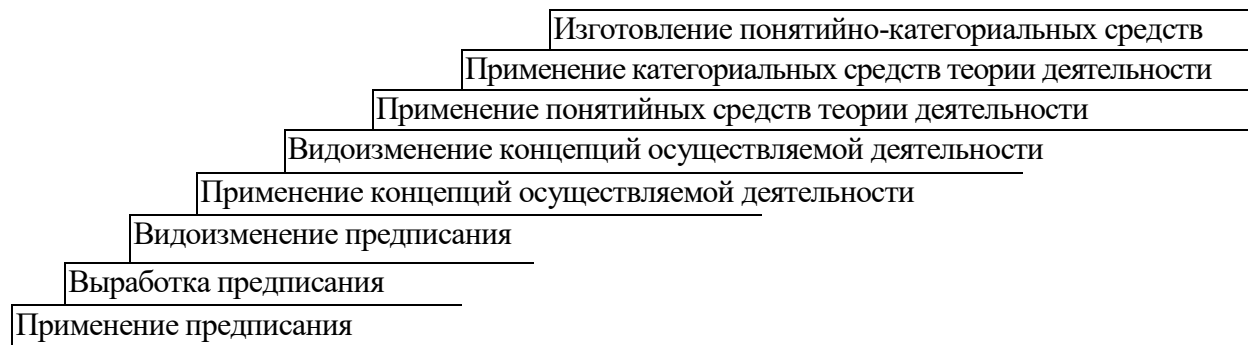 Изготовление понятийно-категориальных средств
Применение категориальных средств теории деятельности
Применение понятийных средств теории деятельности
Видоизменение концепций осуществляемой деятельности
Применение концепций осуществляемой деятельности
Видоизменение предписания
Выработка предписания
Применение предписания